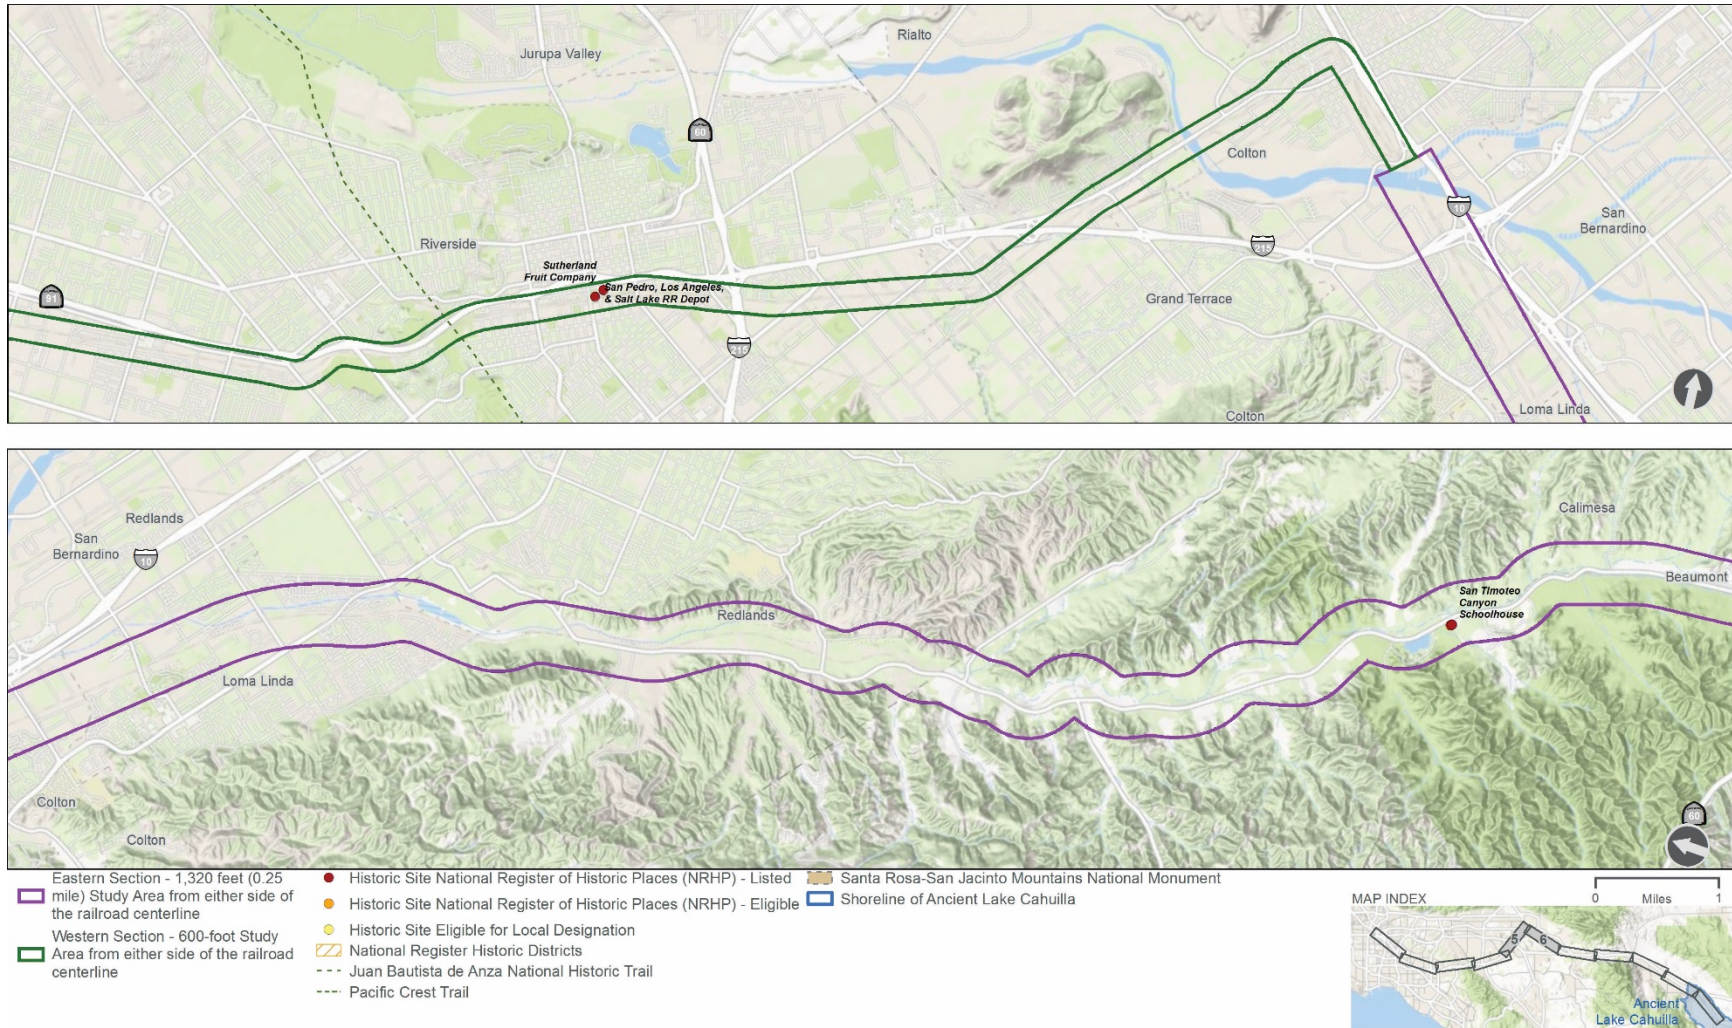 Jurupa Valley
Rialto
60
Colton
Riverside
10
San
Bernardino
215
Sutherland
Fruit Company
San Pedro, Los Angeles,
& Salt Lake RR Depot
91
Grand Terrace
215
Colton
Loma Linda
Redlands
San
Bernardino
10
Calimesa
Beaumont
San Timoteo
Canyon
Schoolhouse
Redlands
Loma Linda
Colton
Colton
60
Eastern Section - 1,320 feet (0.25
mile) Study Area from either side of
the railroad centerline
Western Section - 600-foot Study
Area from either side of the railroad
centerline
Historic Site National Register of Historic Places (NRHP) - Listed
Historic Site National Register of Historic Places (NRHP) - Eligible
Historic Site Eligible for Local Designation
National Register Historic Districts
Juan Bautista de Anza National Historic Trail
Pacific Crest Trail
Santa Rosa-San Jacinto Mountains National Monument
Shoreline of Ancient Lake Cahuilla
0 Miles 1
MAP INDEX
5
6
Ancient
Lake Cahuilla